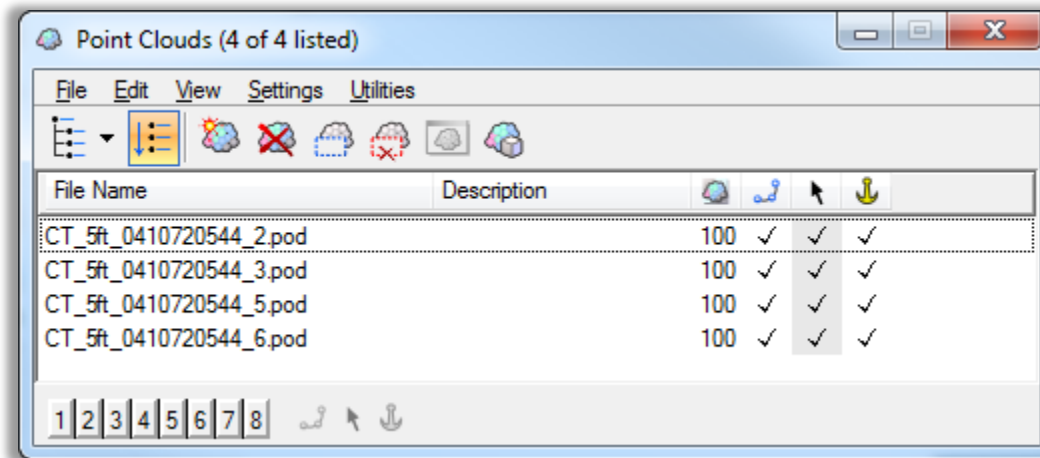 Point Clouds (4 of 4 listed)
File Edit View Settings Utilities
File Name Description
CT_5ft_0410720544_2.pod 100
CT_5ft_0410720544_3.pod 100
CT_5ft_0410720544_5.pod 100
CT_5ft_0410720544_6.pod 100
1 2 3 4 5 6 7 8